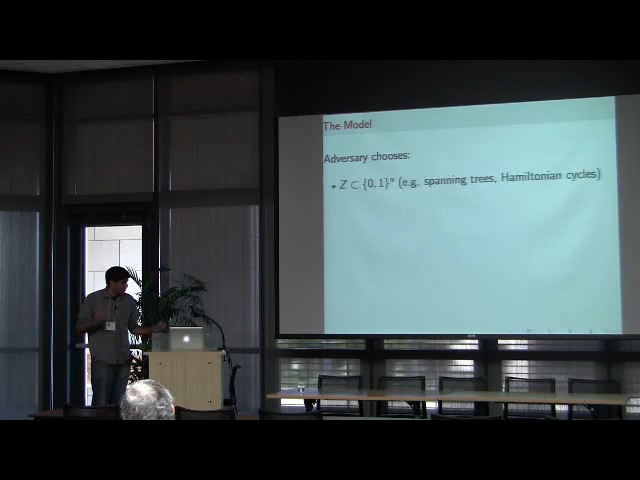 The Model
Adversary chooses:
• Z ⊂ {0, 1}ⁿ (e.g. spanning trees, Hamiltonian cycles)